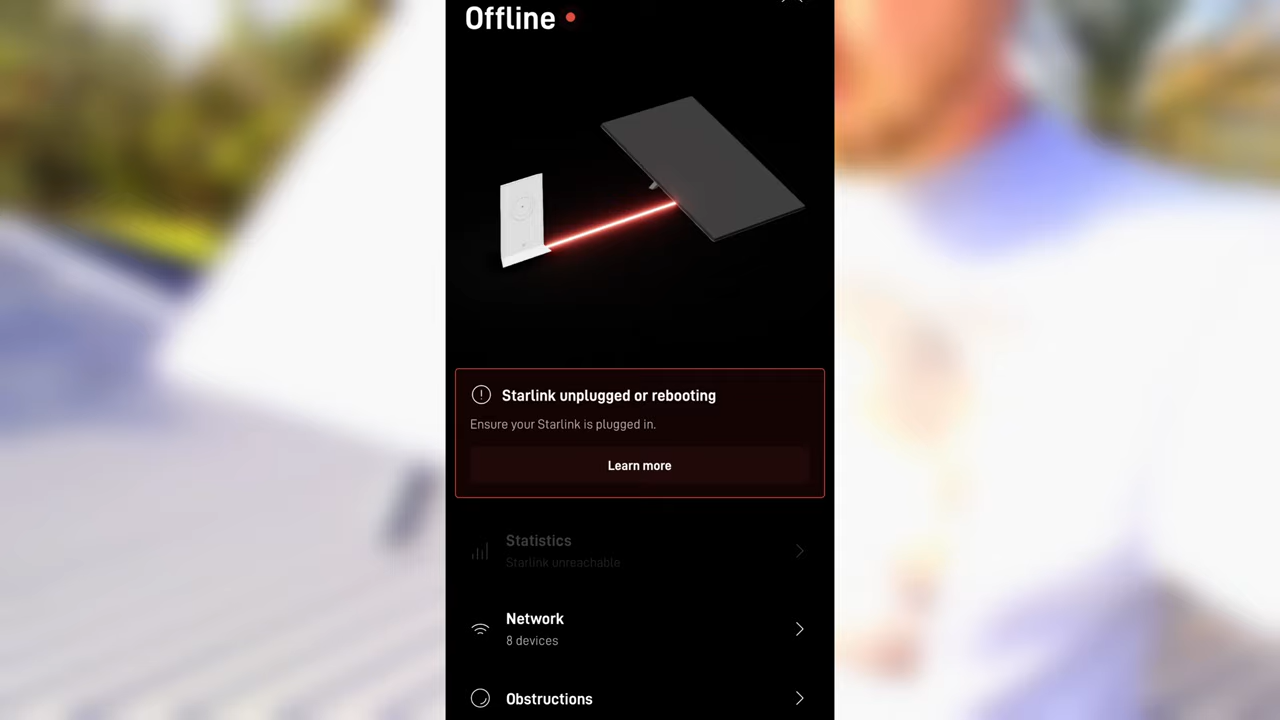 Offline
Starlink unplugged or rebooting
Ensure your Starlink is plugged in.
Learn more
Statistics
Starlink unreachable
Network
8 devices
Obstructions